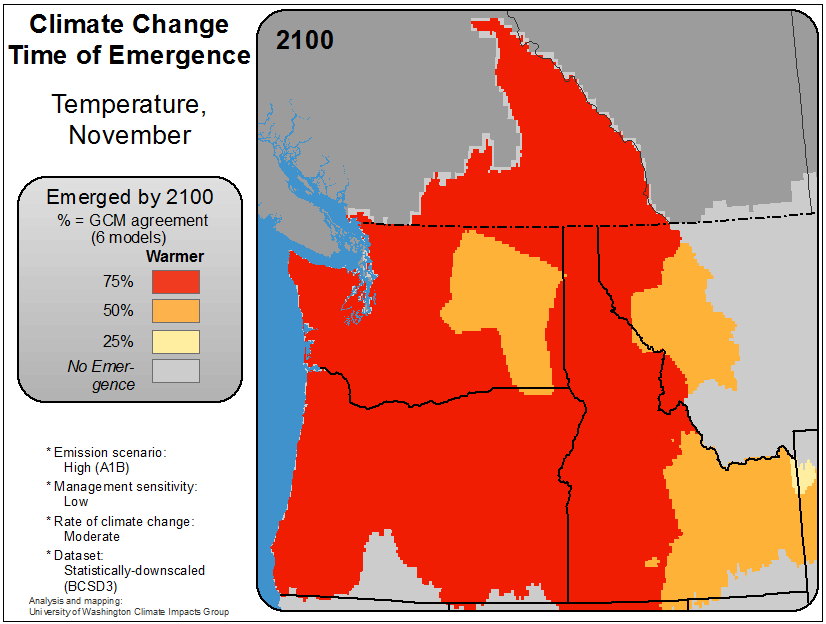 Climate Change
Time of Emergence
Temperature,
November
Emerged by 2100
% = GCM agreement
(6 models)
Warmer
75%
50%
25%
No Emer-
gence
* Emission scenario:
High (A1B)
* Management sensitivity:
Low
* Rate of climate change:
Moderate
* Dataset:
Statistically-downscaled
(BCSD3)
Analysis and mapping:
University of Washington Climate Impacts Group
2100